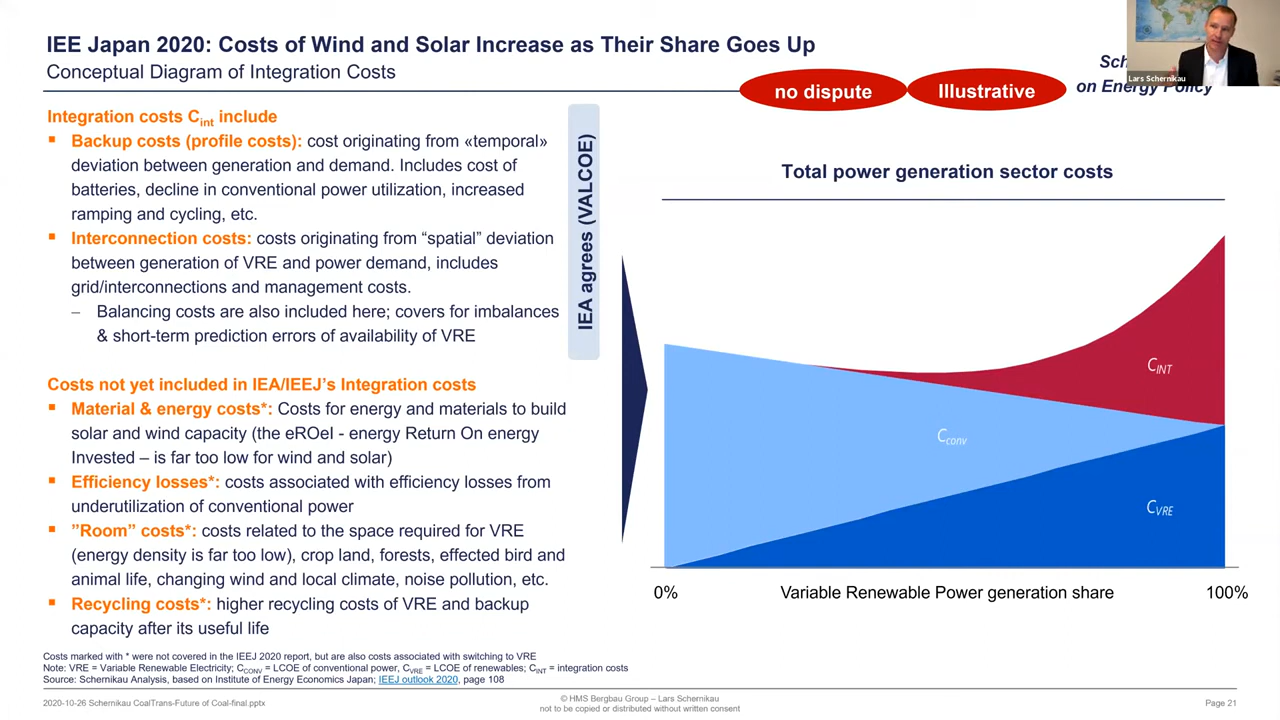 IEE Japan 2020: Costs of Wind and Solar Increase as Their Share Goes Up
Conceptual Diagram of Integration Costs
no dispute
Illustrative
on Energy Policy
Lars Schernikau
Integration costs Cint include
Backup costs (profile costs): cost originating from «temporal»
deviation between generation and demand. Includes cost of
batteries, decline in conventional power utilization, increased
ramping and cycling, etc.
Interconnection costs: costs originating from “spatial” deviation
between generation of VRE and power demand, includes
grid/interconnections and management costs.
– Balancing costs are also included here; covers for imbalances
& short-term prediction errors of availability of VRE
Costs not yet included in IEA/IEEJ’s Integration costs
Material & energy costs*: Costs for energy and materials to build
solar and wind capacity (the eROeI - energy Return On energy
Invested – is far too low for wind and solar)
Efficiency losses*: costs associated with efficiency losses from
underutilization of conventional power
”Room” costs*: costs related to the space required for VRE
(energy density is far too low), crop land, forests, effected bird and
animal life, changing wind and local climate, noise pollution, etc.
Recycling costs*: higher recycling costs of VRE and backup
capacity after its useful life
IEA agrees (VALCOE)
Total power generation sector costs
CINT
Cconv
CVRE
0%
Variable Renewable Power generation share
100%
Costs marked with * were not covered in the IEEJ 2020 report, but are also costs associated with switching to VRE
Note: VRE = Variable Renewable Electricity; CCONV = LCOE of conventional power, CVRE = LCOE of renewables; CINT = integration costs
Source: Schernikau Analysis, based on Institute of Energy Economics Japan; IEEJ outlook 2020, page 108
2020-10-26 Schernikau CoalTrans-Future of Coal-final.pptx
© HMS Bergbau Group – Lars Schernikau
not to be copied or distributed without written consent
Page 21